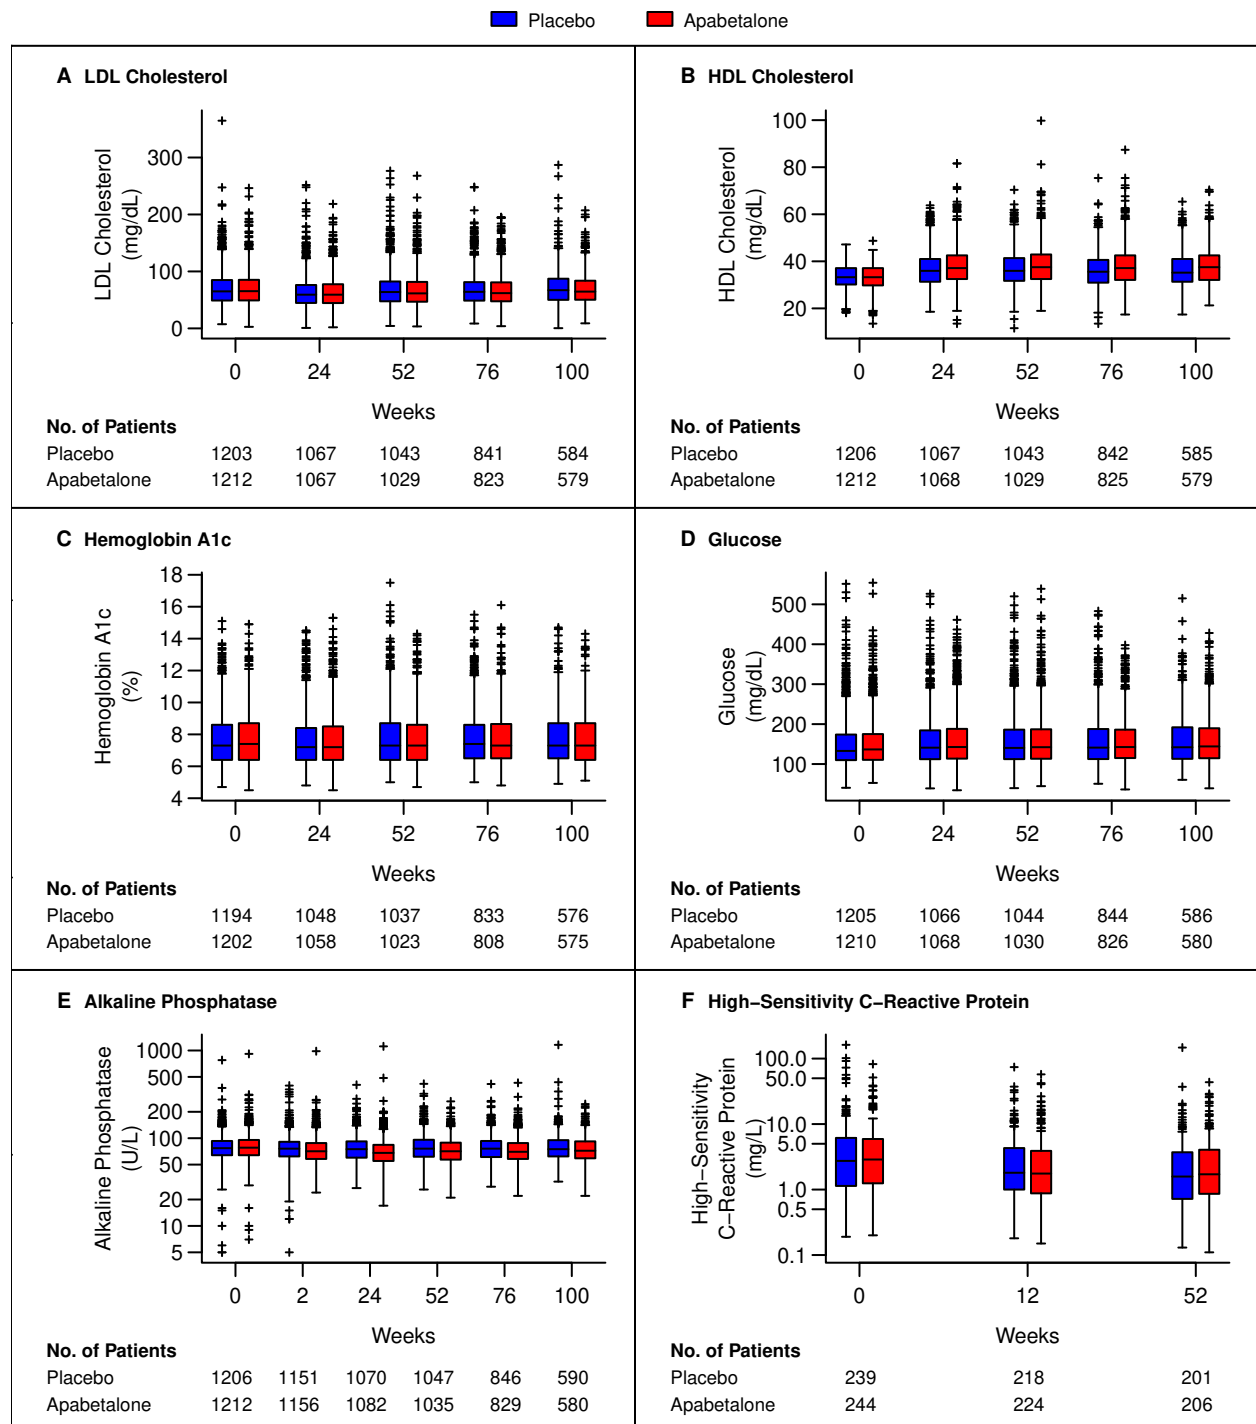 Placebo Apabetalone
A LDL Cholesterol
LDL Cholesterol
(mg/dL)
300
200
100
0
0 24 52 76 100
Weeks
No. of Patients
Placebo 1203 1067 1043 841 584
Apabetalone 1212 1067 1029 823 579
B HDL Cholesterol
HDL Cholesterol
(mg/dL)
100
80
60
40
20
0 24 52 76 100
Weeks
No. of Patients
Placebo 1206 1067 1043 842 585
Apabetalone 1212 1068 1029 825 579
C Hemoglobin A1c
Hemoglobin A1c
(%)
18
16
14
12
10
8
6
4
0 24 52 76 100
Weeks
No. of Patients
Placebo 1194 1048 1037 833 576
Apabetalone 1202 1058 1023 808 575
D Glucose
Glucose
(mg/dL)
500
400
300
200
100
0 24 52 76 100
Weeks
No. of Patients
Placebo 1205 1066 1044 844 586
Apabetalone 1210 1068 1030 826 580
E Alkaline Phosphatase
Alkaline Phosphatase
(U/L)
1000
500
200
100
50
20
10
5
0 2 24 52 76 100
Weeks
No. of Patients
Placebo 1206 1151 1070 1047 846 590
Apabetalone 1212 1156 1082 1035 829 580
F High−Sensitivity C−Reactive Protein
High−Sensitivity
C−Reactive Protein
(mg/L)
100.0
50.0
10.0
5.0
1.0
0.5
0.1
0 12 52
Weeks
No. of Patients
Placebo 239 218 201
Apabetalone 244 224 206